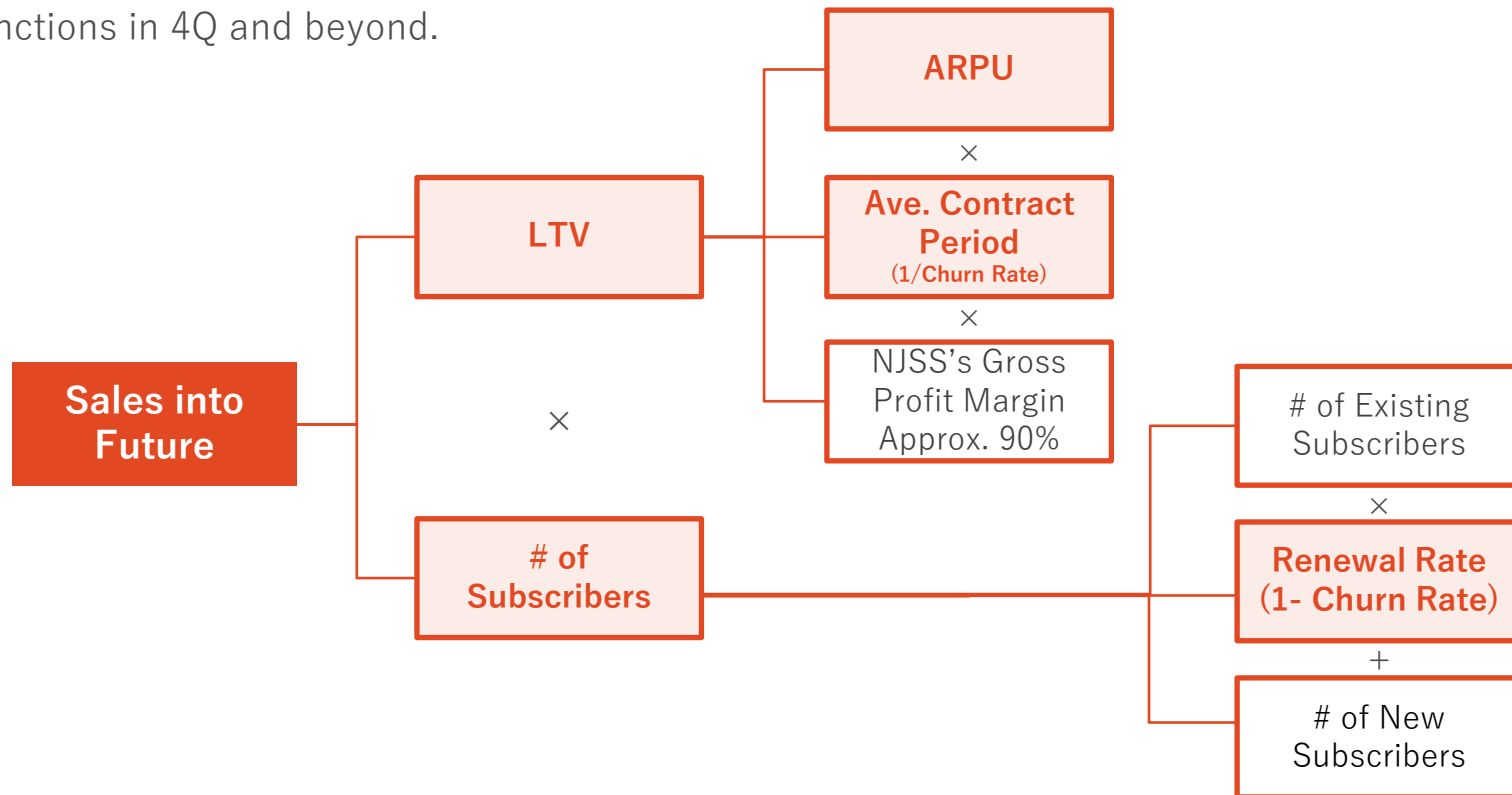 in 4Q and beyond.
ARPU
×
Ave. Contract
Period
(1/Churn Rate)
×
NJSS's Gross
Profit Margin
Approx. 90%
LTV
×
# of
Subscribers
Sales into
Future
# of Existing
Subscribers
×
Renewal Rate
(1- Churn Rate)
+
# of New
Subscribers